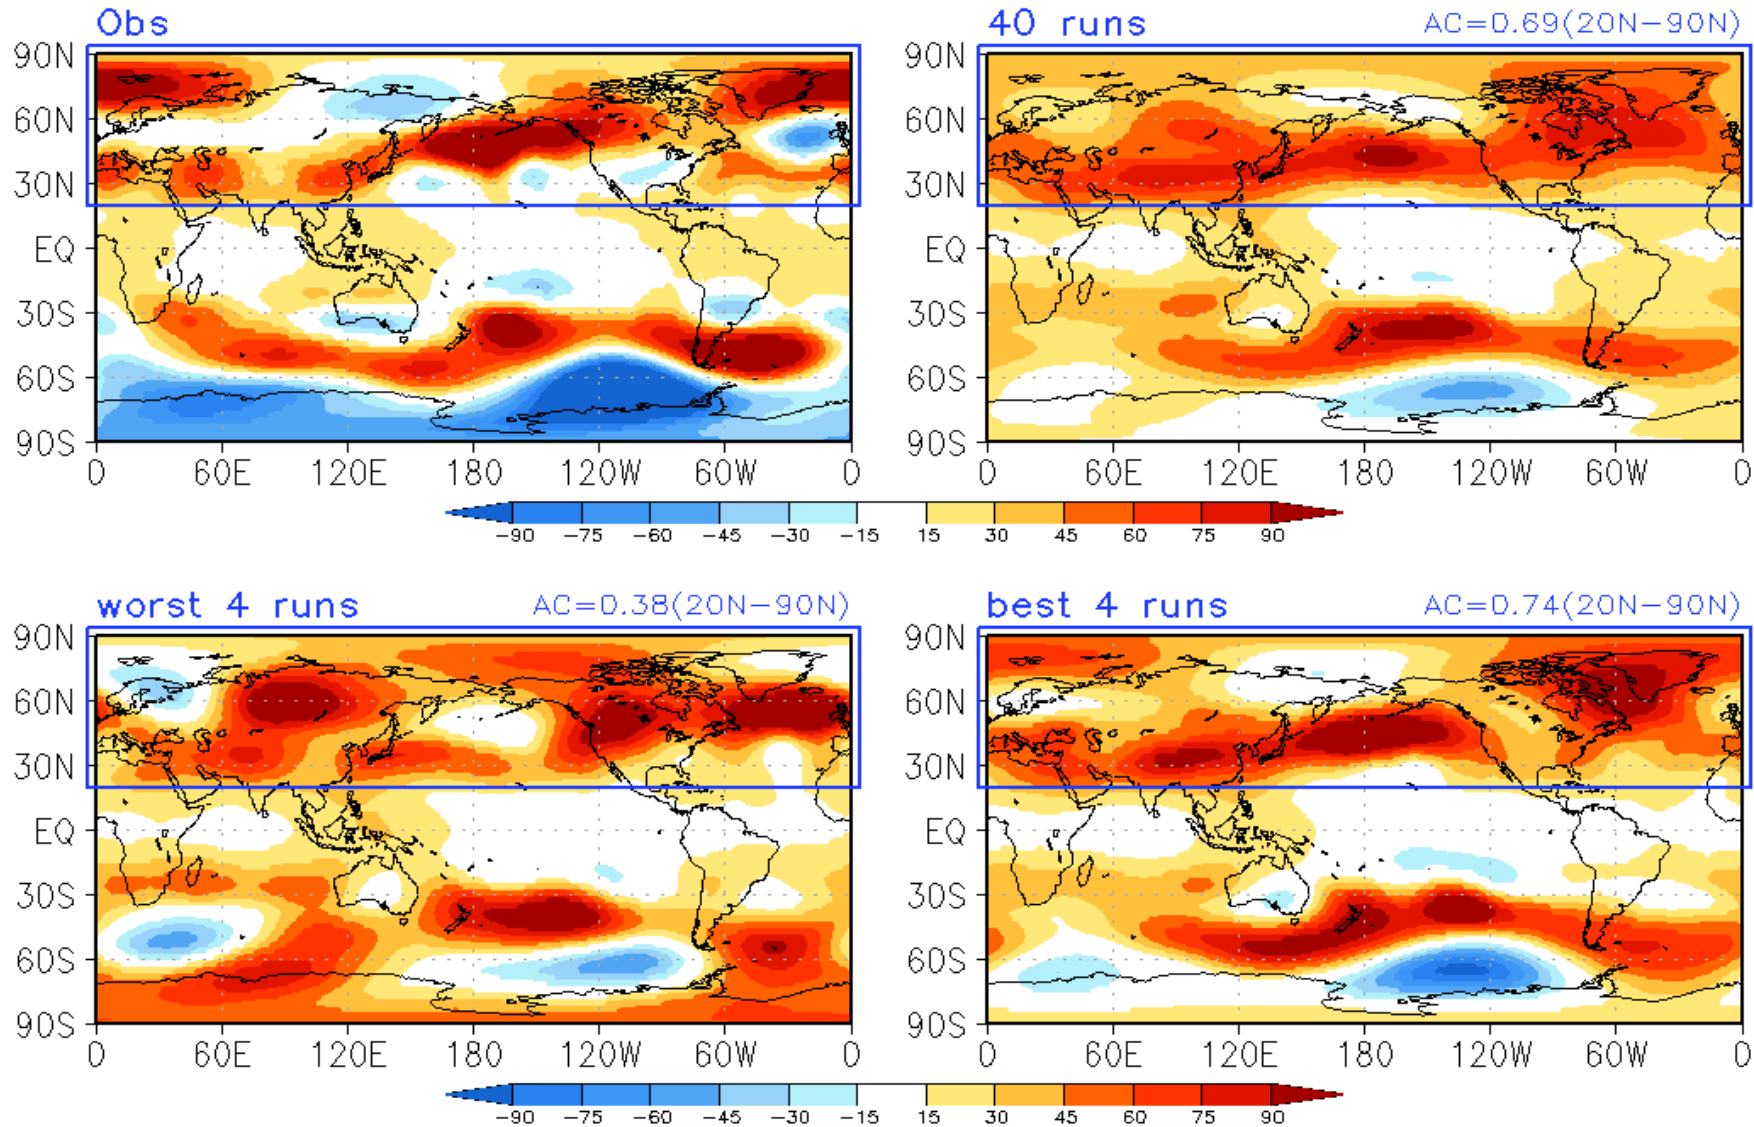 Obs
40 runs AC=0.69(20N−90N)
90N
60N
30N
EQ
30S
60S
90S
0 60E 120E 180 120W 60W 0
90N
60N
30N
EQ
30S
60S
90S
0 60E 120E 180 120W 60W 0
−90 −75 −60 −45 −30 −15 15 30 45 60 75 90
worst 4 runs AC=0.38(20N−90N)
best 4 runs AC=0.74(20N−90N)
90N
60N
30N
EQ
30S
60S
90S
0 60E 120E 180 120W 60W 0
90N
60N
30N
EQ
30S
60S
90S
0 60E 120E 180 120W 60W 0
−90 −75 −60 −45 −30 −15 15 30 45 60 75 90